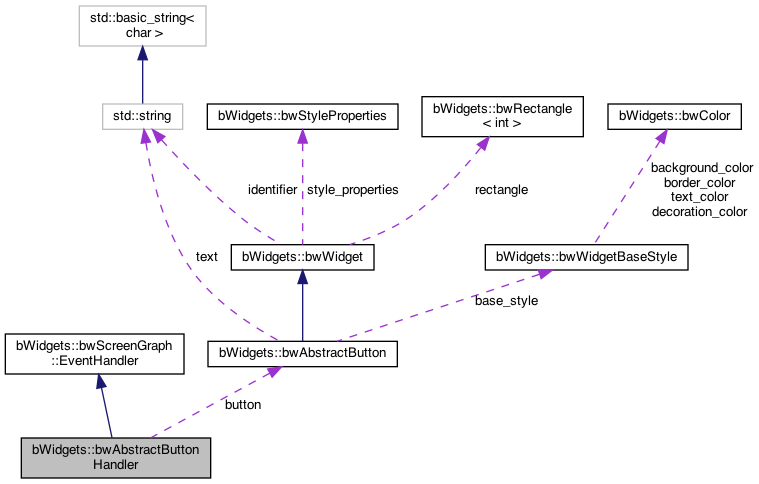 std::basic_string<
char >
std::string
bWidgets::bwStyleProperties
bWidgets::bwRectangle
< int >
bWidgets::bwColor
background_color
border_color
text_color
decoration_color
identifier
style_properties
rectangle
text
bWidgets::bwWidget
bWidgets::bwWidgetBaseStyle
base_style
bWidgets::bwScreenGraph
::EventHandler
bWidgets::bwAbstractButton
button
bWidgets::bwAbstractButton
Handler